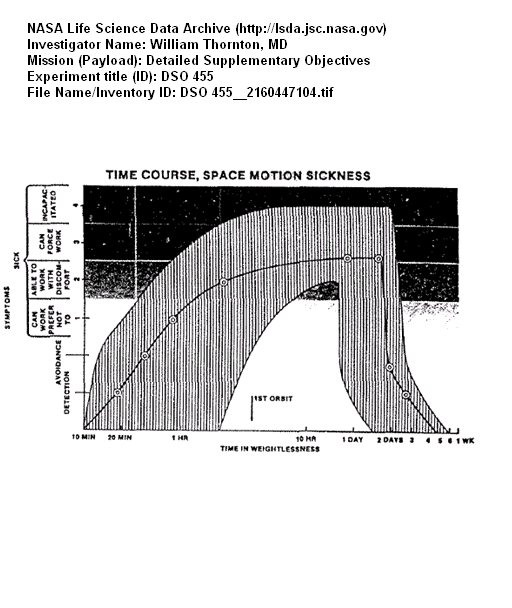 NASA Life Science Data Archive (http://lsda.jsc.nasa.gov)
Investigator Name: William Thornton, MD
Mission (Payload): Detailed Supplementary Objectives
Experiment title (ID): DSO 455
File Name/Inventory ID: DSO 455__2160447104.tif
TIME COURSE, SPACE MOTION SICKNESS
SYMPTOMS
SICK
INCAPAC-
ITATED
CAN
FORCE
WORK
ABLE TO
WORK
WITH
DISCOM-
FORT
CAN
WORK
PREFER
NOT
TO
AVOIDANCE
DETECTION
4
3
2
1
1ST ORBIT
10 MIN 20 MIN 1 HR 10 HR 1 DAY 2 DAYS 3 4 5 6 1 WK
TIME IN WEIGHTLESSNESS